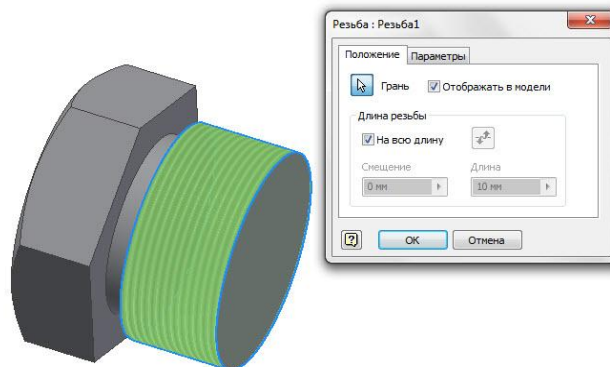 Резьба : Резьба1
Положение Параметры
Грань Отображать в модели
Длина резьбы
На всю длину
Смещение Длина
0 мм 10 мм
? ОК Отмена